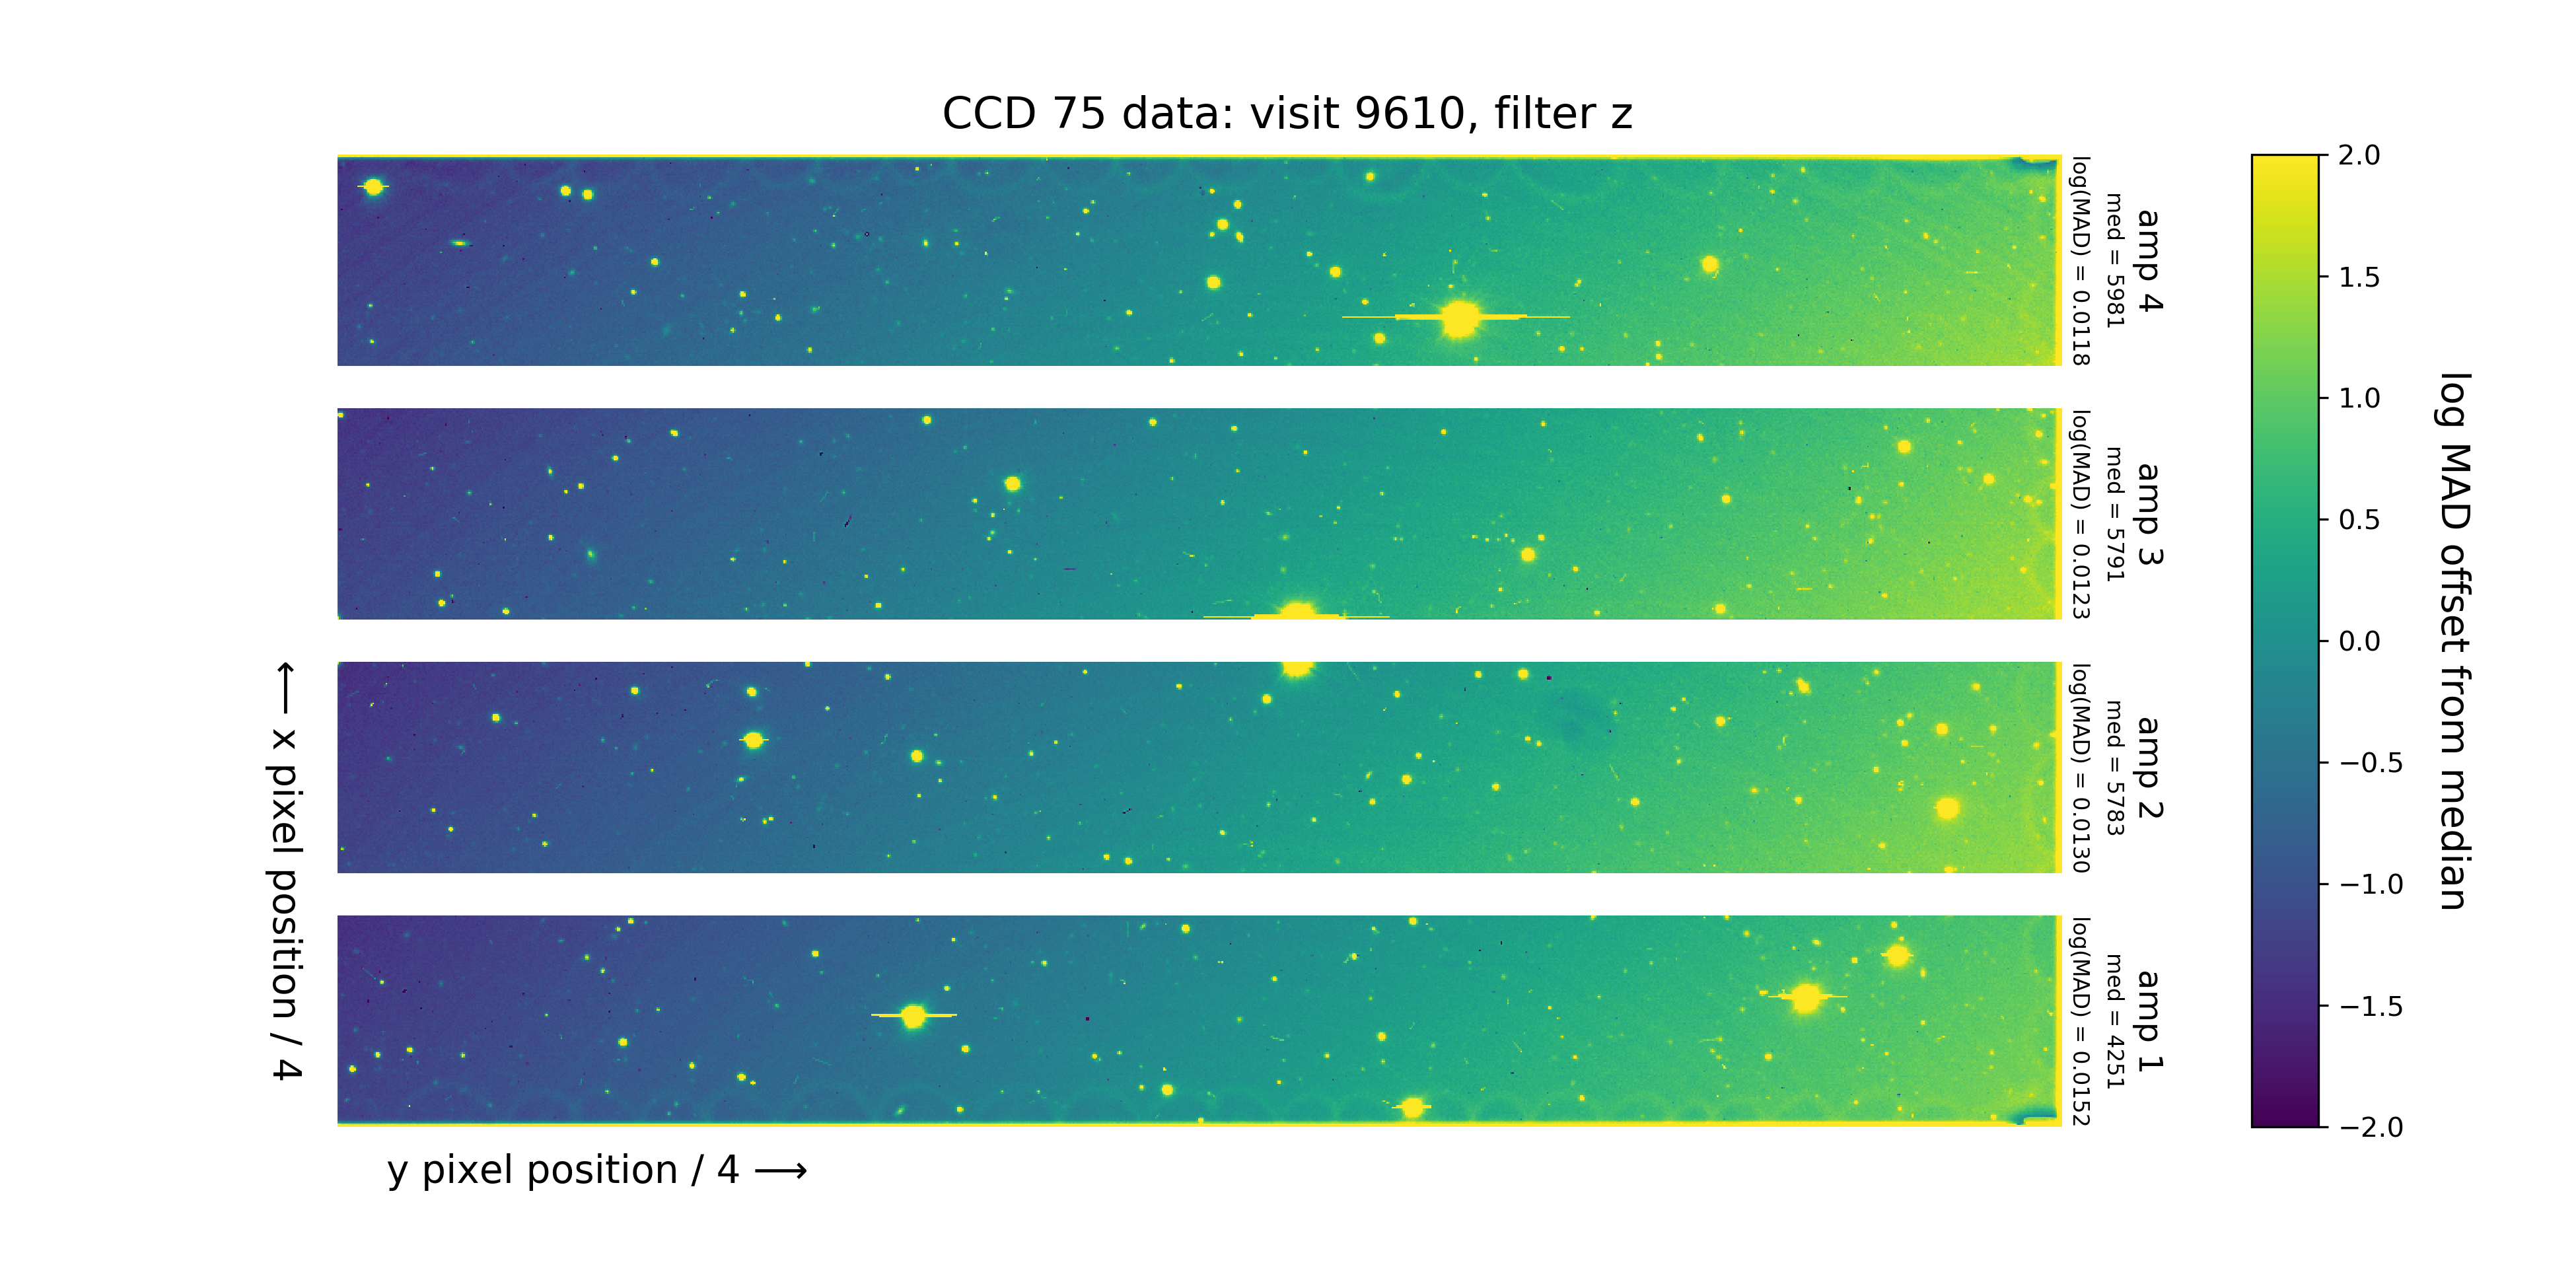 CCD 75 data: visit 9610, filter z
amp 4
med = 5981
log(MAD) = 0.0118
amp 3
med = 5791
log(MAD) = 0.0123
amp 2
med = 5783
log(MAD) = 0.0130
amp 1
med = 4251
log(MAD) = 0.0152
⟵ x pixel position / 4
y pixel position / 4 ⟶
2.0
1.5
1.0
0.5
0.0
−0.5
−1.0
−1.5
−2.0
log MAD offset from median